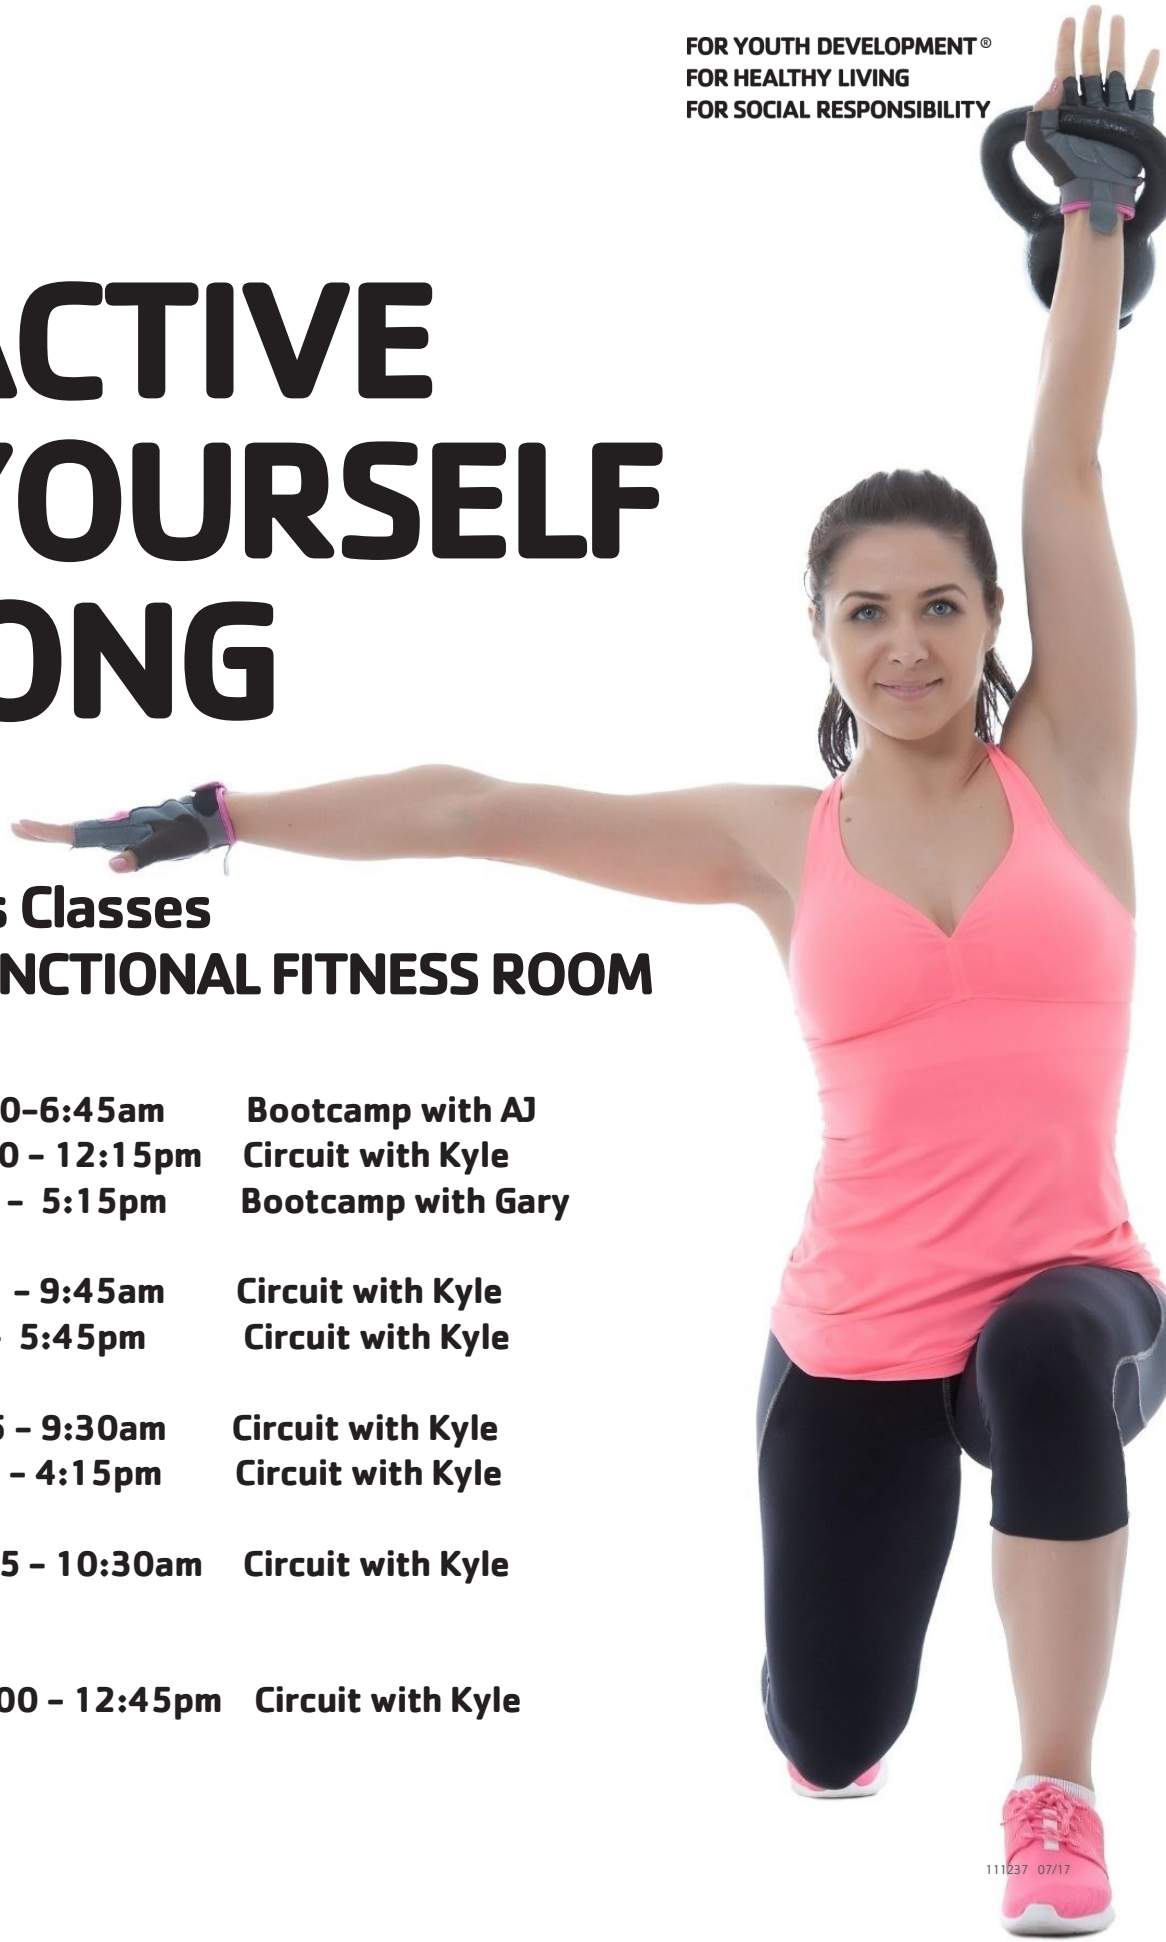 FOR YOUTH DEVELOPMENT®
FOR HEALTHY LIVING
FOR SOCIAL RESPONSIBILITY
ACTIVE
YOURSELF
ONG
s Classes
NCTIONAL FITNESS ROOM
0-6:45am Bootcamp with AJ
0 - 12:15pm Circuit with Kyle
- 5:15pm Bootcamp with Gary
- 9:45am Circuit with Kyle
- 5:45pm Circuit with Kyle
5 - 9:30am Circuit with Kyle
- 4:15pm Circuit with Kyle
5 - 10:30am Circuit with Kyle
00 - 12:45pm Circuit with Kyle
111237 07/17